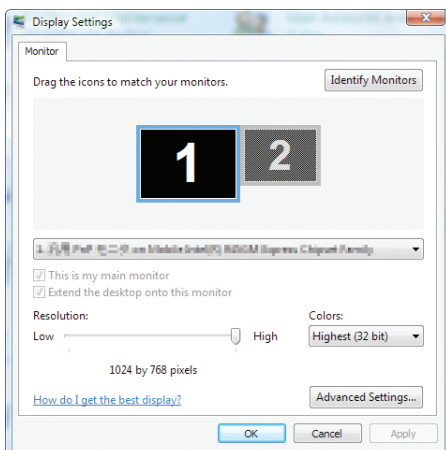 Display Settings
Monitor
Drag the icons to match your monitors.
Identify Monitors
1
2
This is my main monitor
Extend the desktop onto this monitor
Resolution:
Colors:
Low
High
Highest (32 bit)
1024 by 768 pixels
How do I get the best display?
Advanced Settings...
OK
Cancel
Apply